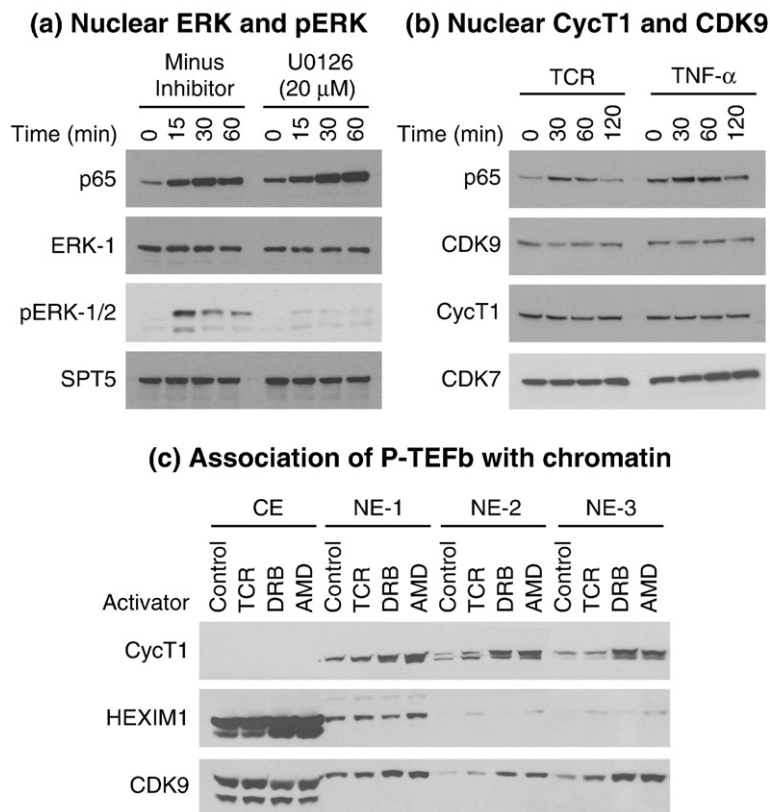 (a) Nuclear ERK and pERK
Minus Inhibitor
U0126 (20 μM)
Time (min) 0 15 30 60 0 15 30 60
p65
ERK-1
pERK-1/2
SPT5
(b) Nuclear CycT1 and CDK9
TCR TNF-α
Time (min) 0 30 60 120 0 30 60 120
p65
CDK9
CycT1
CDK7
(c) Association of P-TEFb with chromatin
CE NE-1 NE-2 NE-3
Activator Control TCR DRB AMD Control TCR DRB AMD Control TCR DRB AMD Control TCR DRB AMD
CycT1
HEXIM1
CDK9